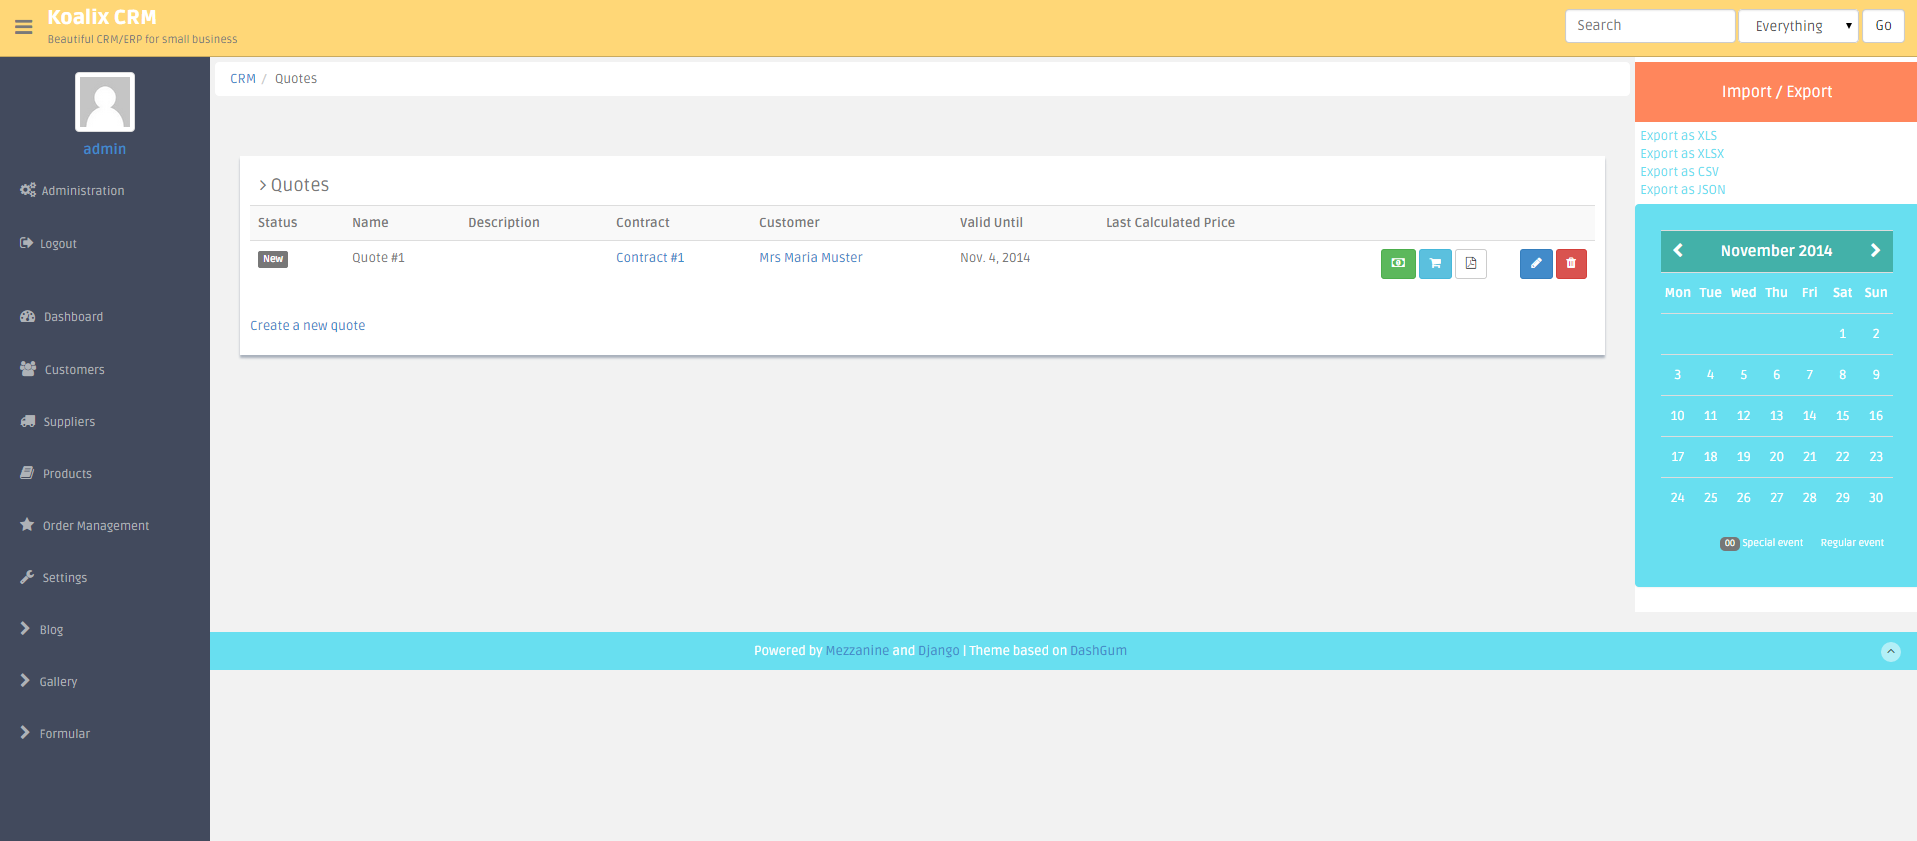 Koalix CRM
Beautiful CRM/ERP for small business
Search
Everything
Go
admin
Administration
Logout
Dashboard
Customers
Suppliers
Products
Order Management
Settings
Blog
Gallery
Formular
CRM / Quotes
Quotes
Status Name Description Contract Customer Valid Until Last Calculated Price
New Quote #1 Contract #1 Mrs Maria Muster Nov. 4, 2014
Create a new quote
Import / Export
Export as XLS
Export as XLSX
Export as CSV
Export as JSON
November 2014
Mon Tue Wed Thu Fri Sat Sun
1 2
3 4 5 6 7 8 9
10 11 12 13 14 15 16
17 18 19 20 21 22 23
24 25 26 27 28 29 30
00 Special event Regular event
Powered by Mezzanine and Django | Theme based on DashGum